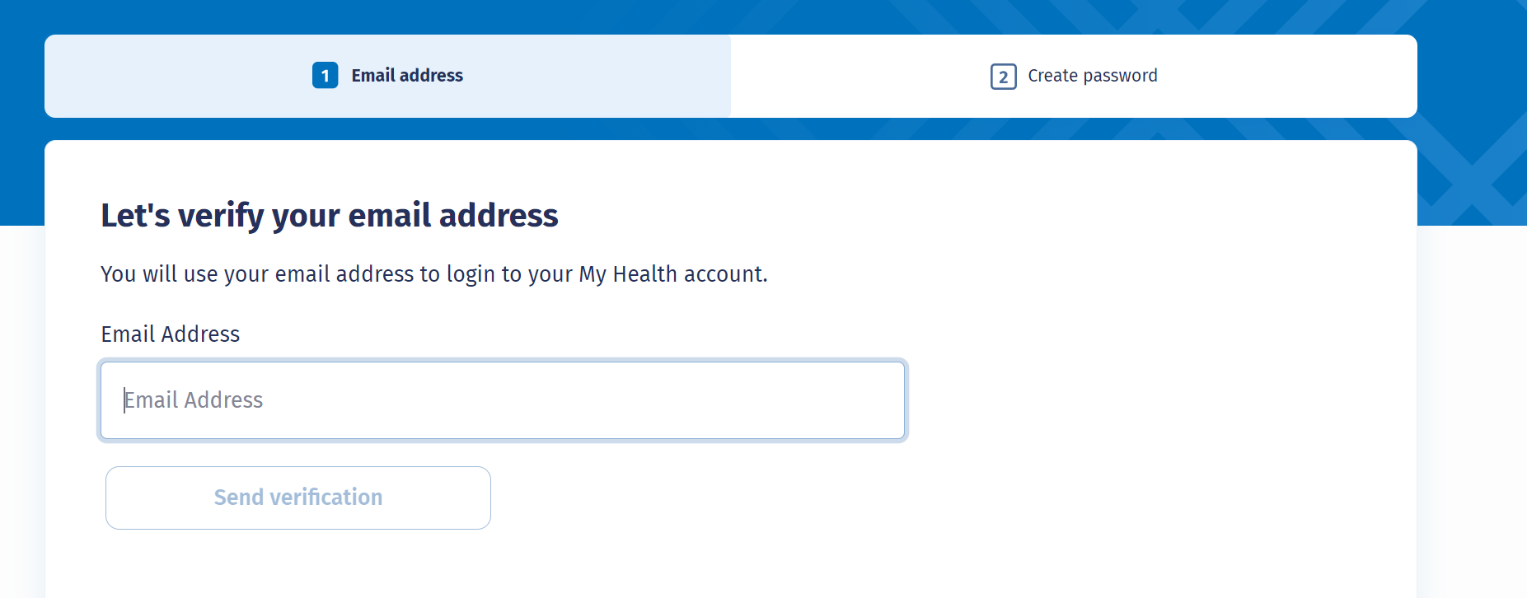 1 Email address
2 Create password
Let's verify your email address
You will use your email address to login to your My Health account.
Email Address
Email Address
Send verification